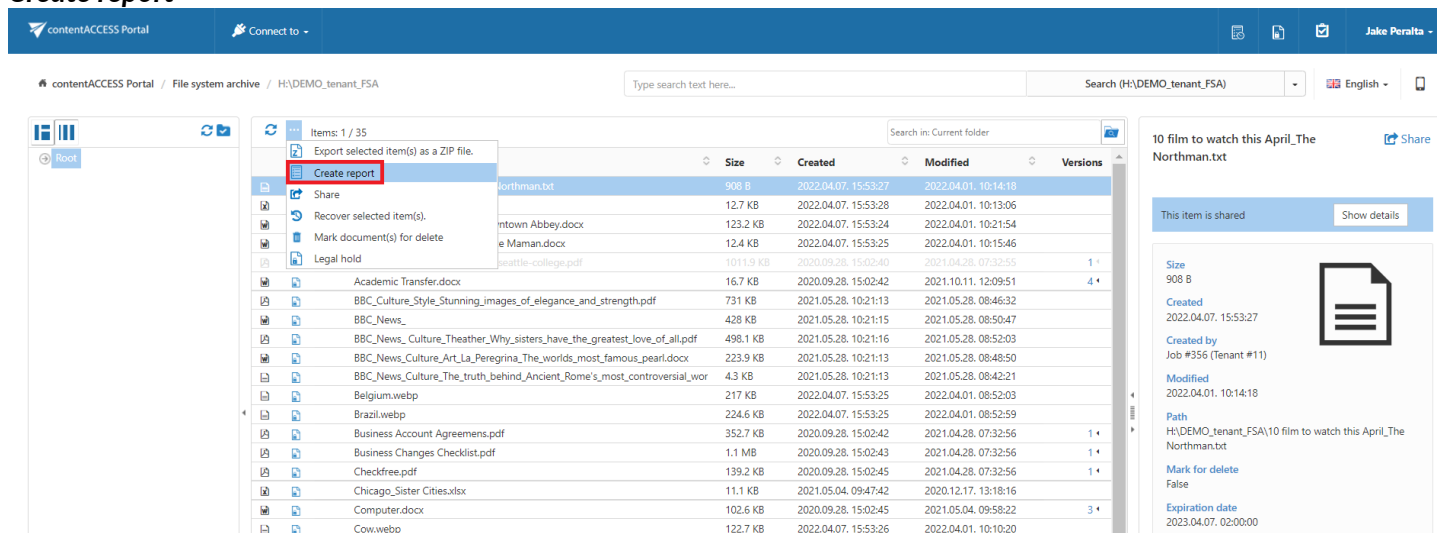 Create report
contentACCESS Portal Connect to Jake Peralta
contentACCESS Portal / File system archive / H:\DEMO_tenant_FSA Type search text here... Search (H:\DEMO_tenant_FSA) English
Items: 1 / 35 Search in: Current folder
Root
Export selected item(s) as a ZIP file.
Create report
Share
Recover selected item(s).
Mark document(s) for delete
Legal hold
Size Created Modified Versions
Northman.txt 908 B 2022.04.07. 15:53:27 2022.04.01. 10:14:18
12.7 KB 2022.04.07. 15:53:28 2022.04.01. 10:13:06
ntown Abbey.docx 123.2 KB 2022.04.07. 15:53:24 2022.04.01. 10:21:54
e Maman.docx 12.4 KB 2022.04.07. 15:53:25 2022.04.01. 10:15:46
seattle-college.pdf 1011.9 KB 2020.09.28. 15:02:40 2021.04.28. 07:32:55 1
Academic Transfer.docx 16.7 KB 2020.09.28. 15:02:42 2021.10.11. 12:09:51 4
BBC_Culture_Style_Stunning_images_of_elegance_and_strength.pdf 731 KB 2021.05.28. 10:21:13 2021.05.28. 08:46:32
BBC_News_ 428 KB 2021.05.28. 10:21:15 2021.05.28. 08:50:47
BBC_News_ Culture_Theather_Why_sisters_have_the_greatest_love_of_all.pdf 498.1 KB 2021.05.28. 10:21:16 2021.05.28. 08:52:03
BBC_News_Culture_Art_La_Peregrina_The_worlds_most_famous_pearl.docx 223.9 KB 2021.05.28. 10:21:13 2021.05.28. 08:48:50
BBC_News_Culture_The_truth_behind_Ancient_Rome's_most_controversial_wor 4.3 KB 2021.05.28. 10:21:13 2021.05.28. 08:42:21
Belgium.webp 217 KB 2022.04.07. 15:53:25 2022.04.01. 08:52:03
Brazil.webp 224.6 KB 2022.04.07. 15:53:25 2022.04.01. 08:52:59
Business Account Agreemens.pdf 352.7 KB 2020.09.28. 15:02:42 2021.04.28. 07:32:56 1
Business Changes Checklist.pdf 1.1 MB 2020.09.28. 15:02:43 2021.04.28. 07:32:56 1
Checkfree.pdf 139.2 KB 2020.09.28. 15:02:45 2021.04.28. 07:32:56 1
Chicago_Sister Cities.xlsx 11.1 KB 2021.05.04. 09:47:42 2020.12.17. 13:18:16
Computer.docx 102.6 KB 2020.09.28. 15:02:45 2021.05.04. 09:58:22 3
Cow.webp 122.7 KB 2022.04.07. 15:53:26 2022.04.01. 10:10:20
10 film to watch this April_The Share
Northman.txt
This item is shared Show details
Size
908 B
Created
2022.04.07. 15:53:27
Created by
Job #356 (Tenant #11)
Modified
2022.04.01. 10:14:18
Path
H:\DEMO_tenant_FSA\10 film to watch this April_The
Northman.txt
Mark for delete
False
Expiration date
2023.04.07. 02:00:00